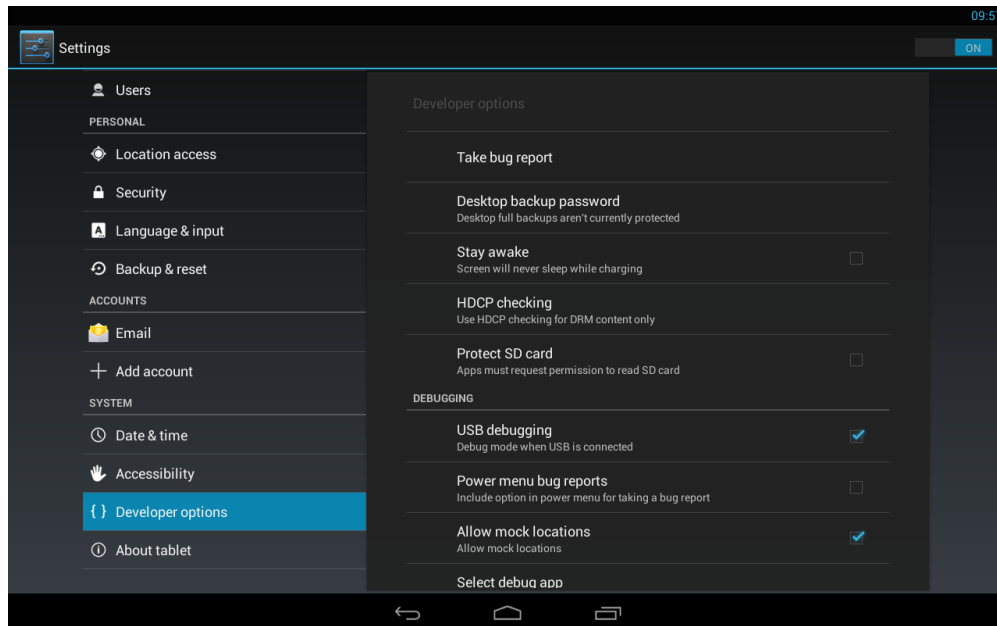 09:5
Settings
ON
Users
PERSONAL
Location access
Security
Language & input
Backup & reset
ACCOUNTS
Email
Add account
SYSTEM
Date & time
Accessibility
{ } Developer options
About tablet
Developer options
Take bug report
Desktop backup password
Desktop full backups aren't currently protected
Stay awake
Screen will never sleep while charging
HDCP checking
Use HDCP checking for DRM content only
Protect SD card
Apps must request permission to read SD card
DEBUGGING
USB debugging
Debug mode when USB is connected
Power menu bug reports
Include option in power menu for taking a bug report
Allow mock locations
Allow mock locations
Select debug app